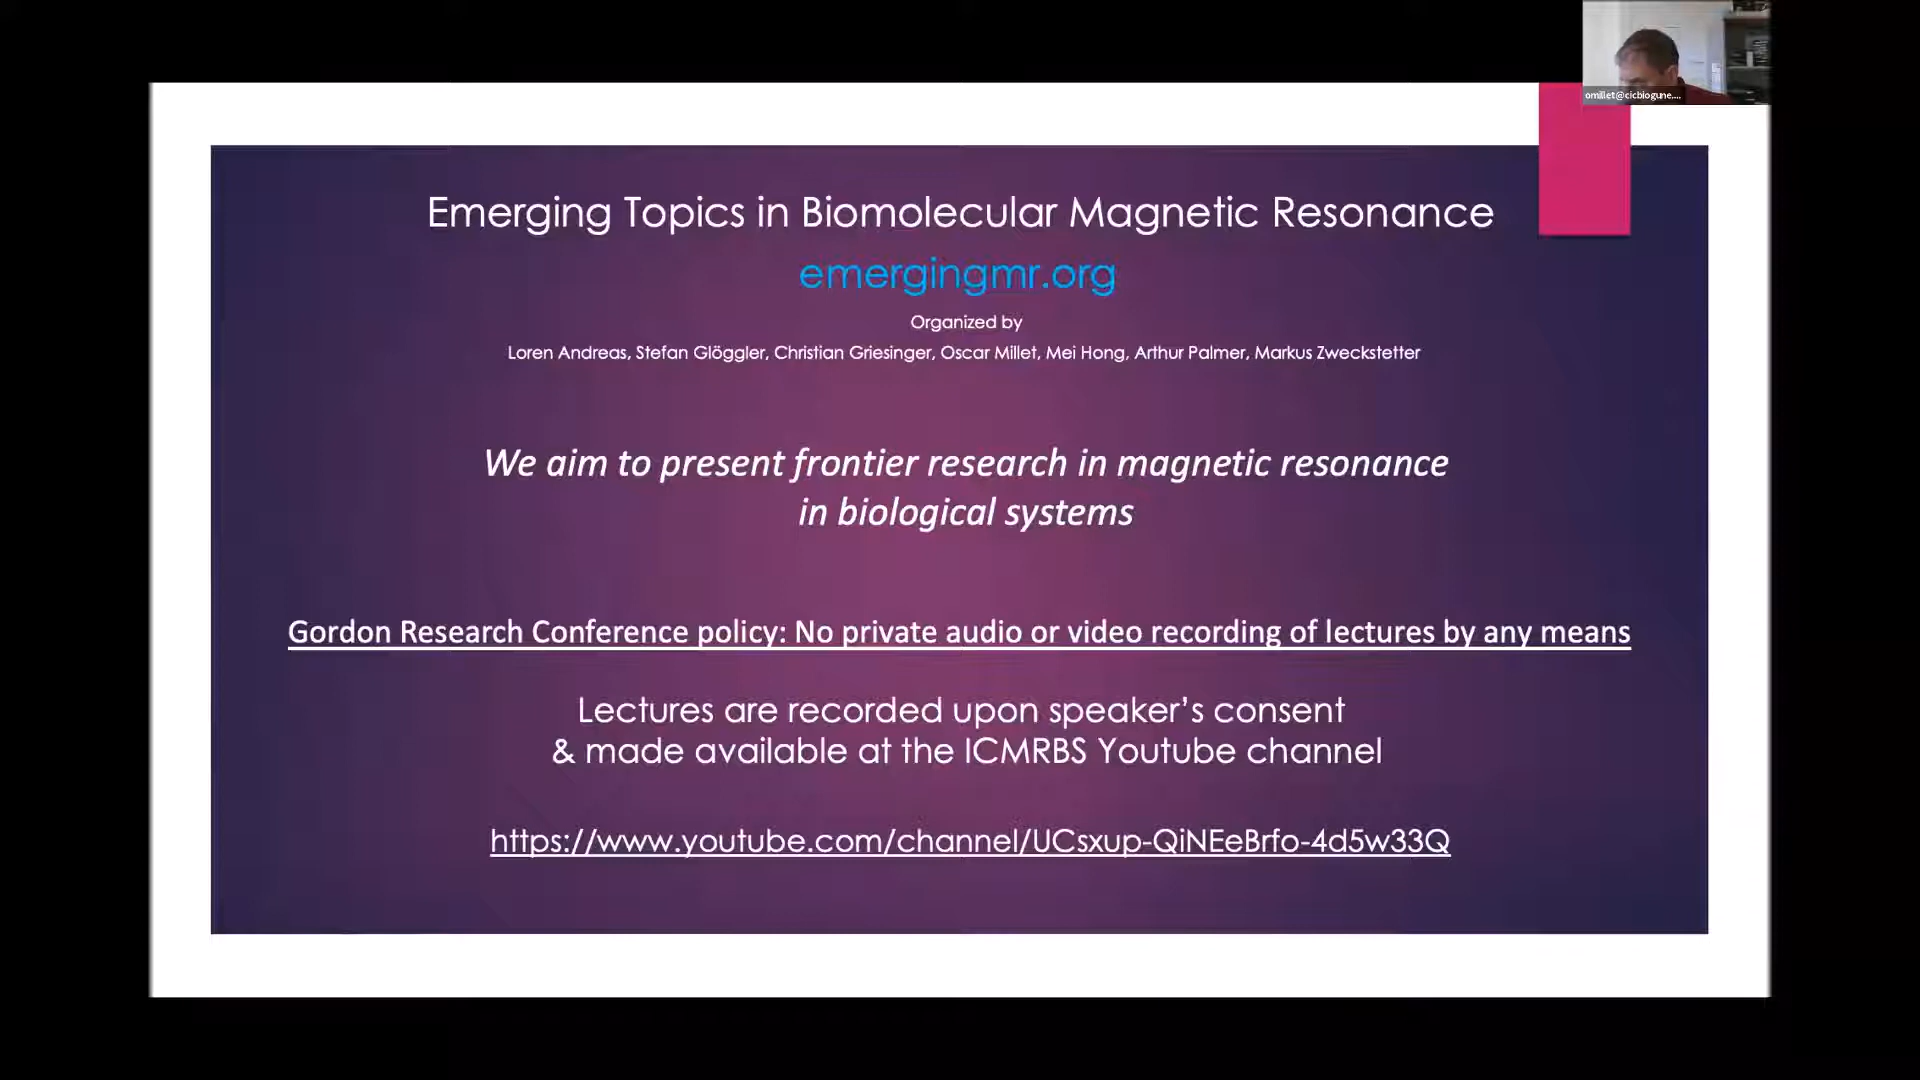 omillet@cicbiogune....
Emerging Topics in Biomolecular Magnetic Resonance
emergingmr.org
Organized by
Loren Andreas, Stefan Glöggler, Christian Griesinger, Oscar Millet, Mei Hong, Arthur Palmer, Markus Zweckstetter
We aim to present frontier research in magnetic resonance
in biological systems
Gordon Research Conference policy: No private audio or video recording of lectures by any means
Lectures are recorded upon speaker’s consent
& made available at the ICMRBS Youtube channel
https://www.youtube.com/channel/UCsxup-QiNEeBrfo-4d5w33Q